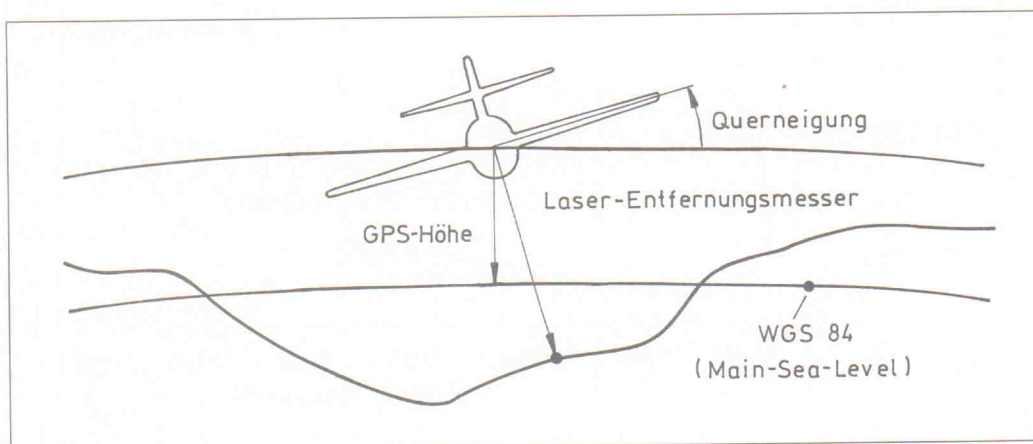 Querneigung
Laser-Entfernungsmesser
GPS-Höhe
WGS 84
(Main-Sea-Level)